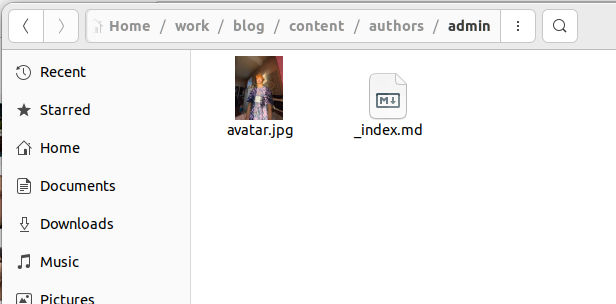 Home / work / blog / content / authors / admin
Recent
Starred
Home
Documents
Downloads
Music
Pictures
avatar.jpg
_index.md